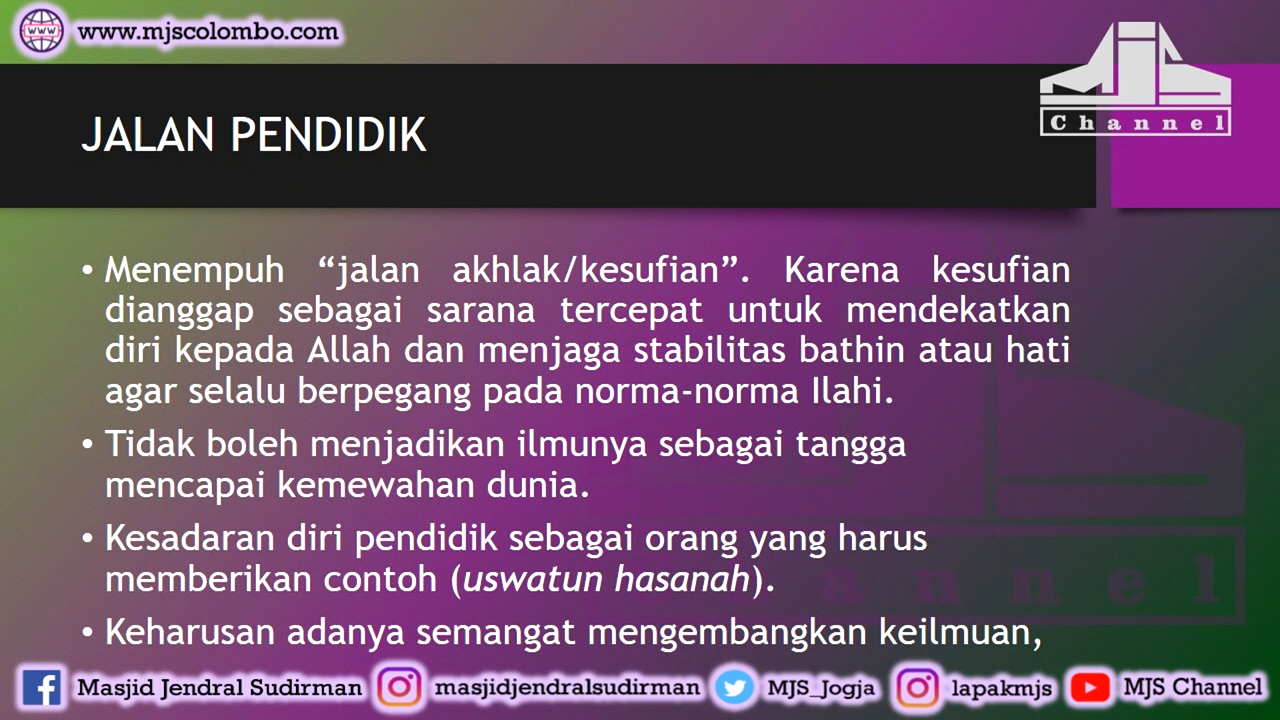 www.mjscolombo.com
MJS
Channel
JALAN PENDIDIK
• Menempuh “jalan akhlak/kesufian”. Karena kesufian
dianggap sebagai sarana tercepat untuk mendekatkan
diri kepada Allah dan menjaga stabilitas bathin atau hati
agar selalu berpegang pada norma-norma Ilahi.
• Tidak boleh menjadikan ilmunya sebagai tangga
mencapai kemewahan dunia.
• Kesadaran diri pendidik sebagai orang yang harus
memberikan contoh (uswatun hasanah).
• Keharusan adanya semangat mengembangkan keilmuan,
Masjid Jendral Sudirman masjidjendralsudirman MJS_Jogja lapakmjs MJS Channel